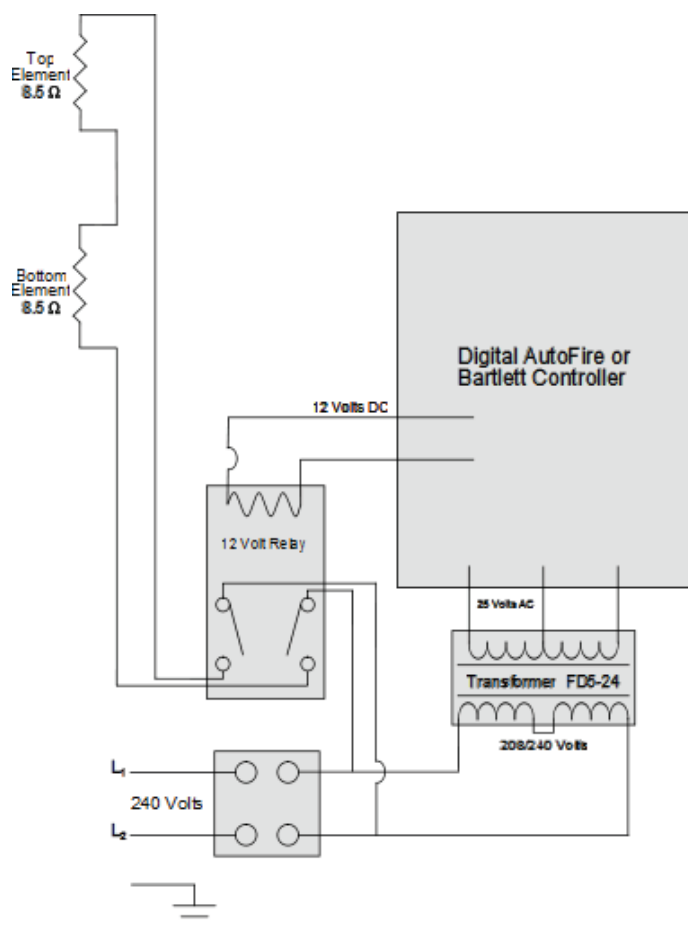 Top
Element
8.5 Ω
Bottom
Element
8.5 Ω
Digital AutoFire or
Bartlett Controller
12 Volts DC
12 Volt Relay
25 Volts AC
Transformer FD5-24
208/240 Volts
L1
240 Volts
L2